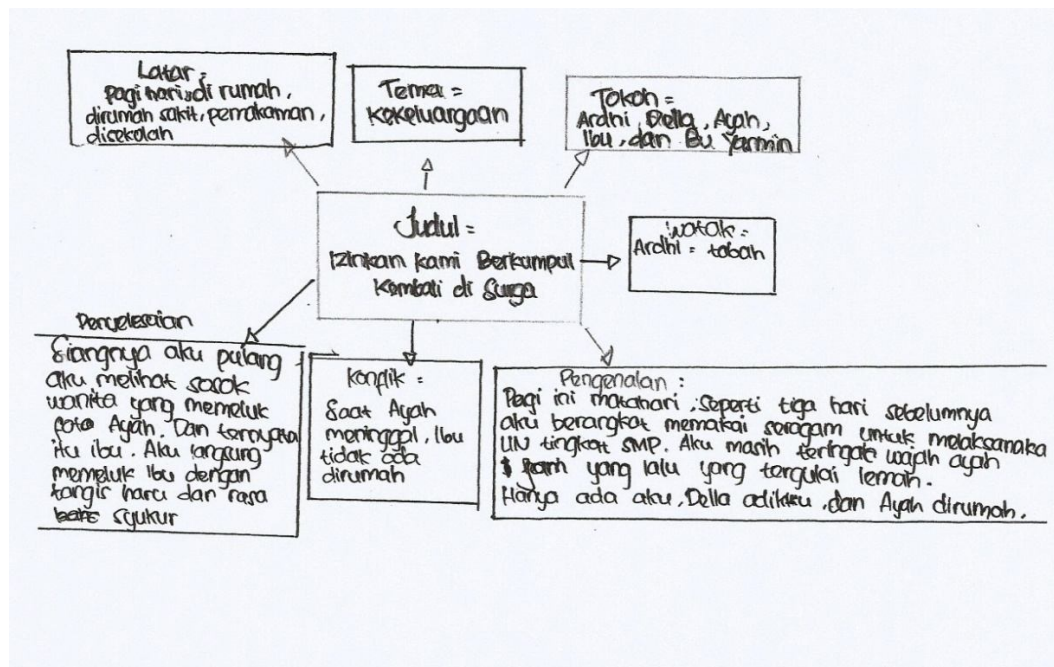 Latar =
Pagi hari, di rumah,
dirumah sakit, pemakaman,
disekolah
Tema =
Kekeluargaan
Tokoh =
Ardhi, Della, Ayah,
Ibu, dan Bu Yarmin
Judul =
Izinkan Kami Berkumpul
Kembali di Surga
Watak =
Ardhi = tabah
Penyelesaian
Siangnya aku pulang
aku melihat sosok
wanita yang memeluk
foto Ayah. Dan ternyata
itu ibu. Aku langsung
memeluk Ibu dengan
tangis haru dan rasa
syukur
Konflik :
Saat Ayah
meninggal, Ibu
tidak ada
dirumah
Pengenalan :
Pagi ini matahari, seperti tiga hari sebelumnya
aku berangkat memakai seragam untuk melaksanaka
UN tingkat SMP. Aku masih teringat wajah ayah
yang lalu yang tergulai lemah.
Hanya ada aku, Della adikku, dan Ayah dirumah.